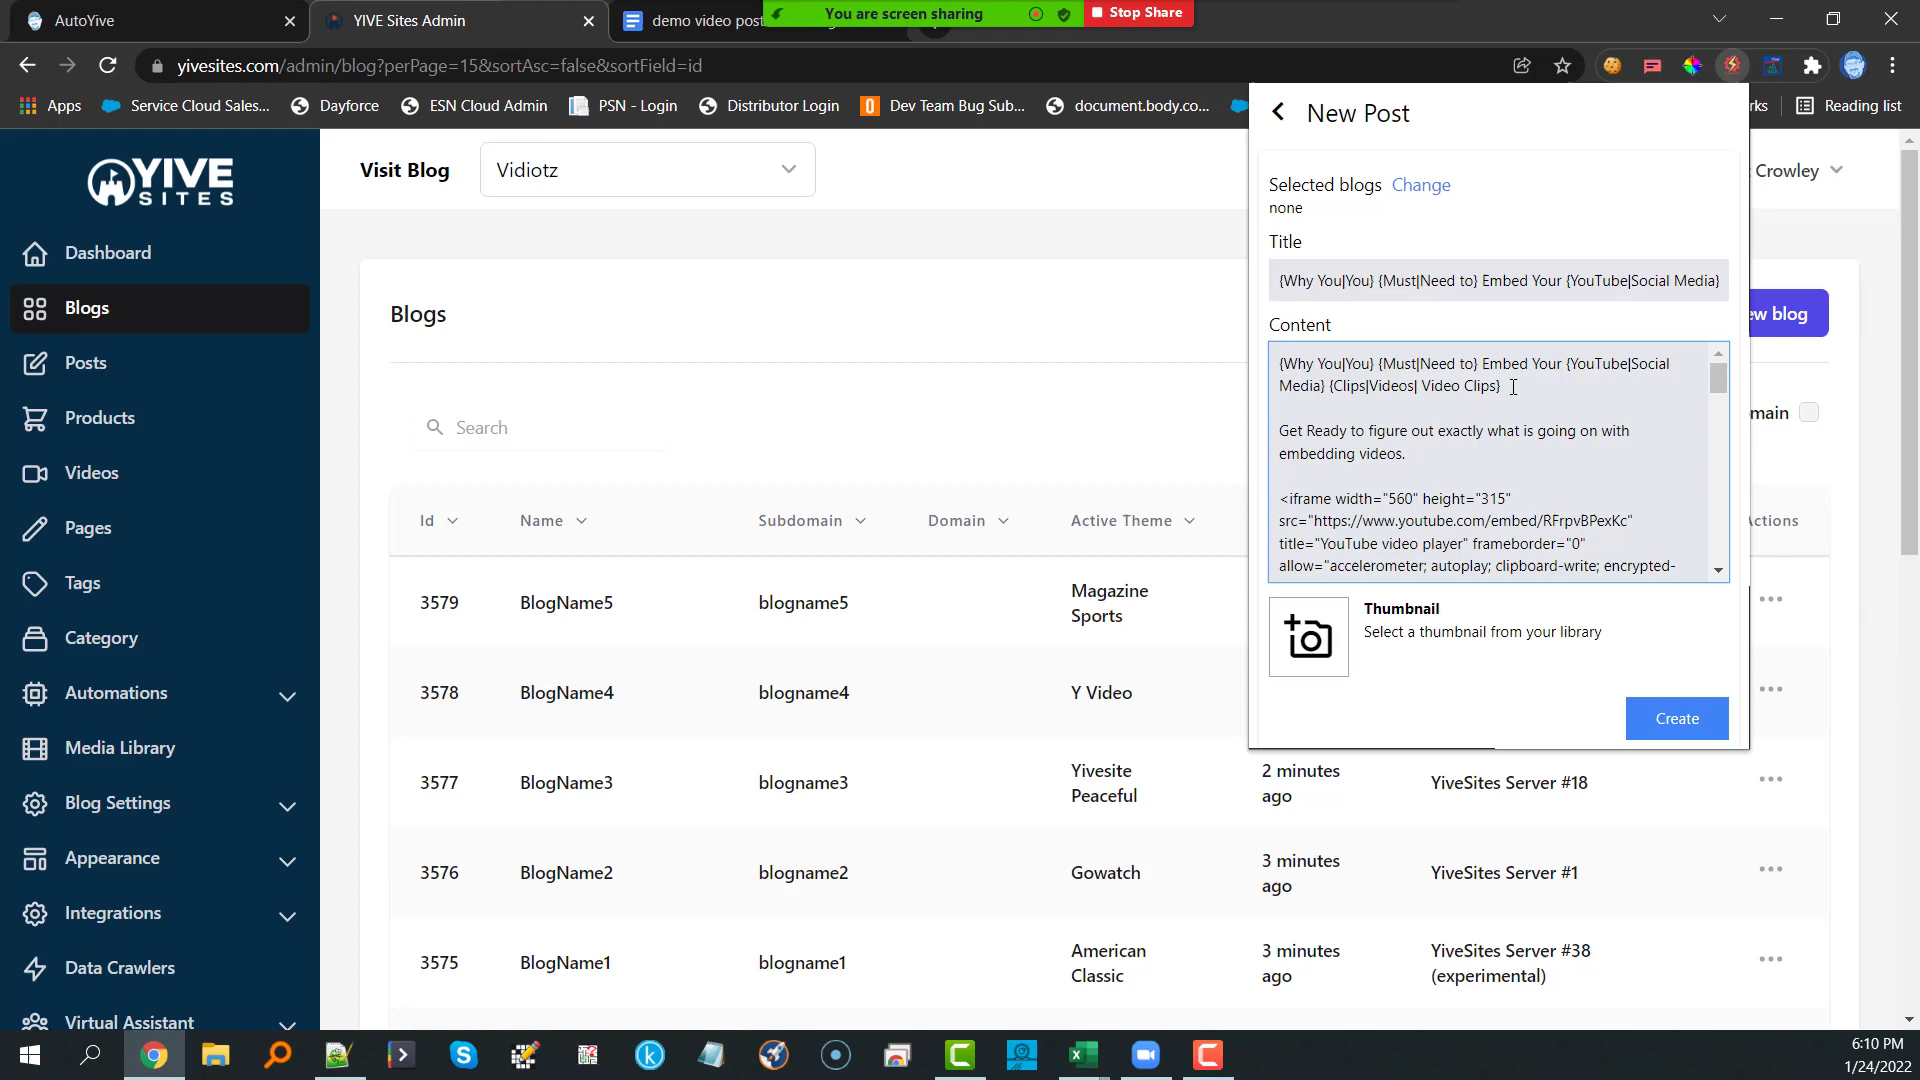 AutoYive
YIVE Sites Admin
demo video post
You are screen sharing
Stop Share
yivesites.com/admin/blog?perPage=15&sortAsc=false&sortField=id
Apps
Service Cloud Sales...
Dayforce
ESN Cloud Admin
PSN - Login
Distributor Login
Dev Team Bug Sub...
document.body.co...
rks
Reading list
YIVE
SITES
Dashboard
Blogs
Posts
Products
Videos
Pages
Tags
Category
Automations
Media Library
Blog Settings
Appearance
Integrations
Data Crawlers
Virtual Assistant
Visit Blog
Vidiotz
Crowley
Blogs
ew blog
Search
main
Id
Name
Subdomain
Domain
Active Theme
Actions
3579
BlogName5
blogname5
Magazine
Sports
3578
BlogName4
blogname4
Y Video
3577
BlogName3
blogname3
Yivesite
Peaceful
2 minutes
ago
YiveSites Server #18
3576
BlogName2
blogname2
Gowatch
3 minutes
ago
YiveSites Server #1
3575
BlogName1
blogname1
American
Classic
3 minutes
ago
YiveSites Server #38
(experimental)
New Post
Selected blogs Change
none
Title
{Why You|You} {Must|Need to} Embed Your {YouTube|Social Media}
Content
{Why You|You} {Must|Need to} Embed Your {YouTube|Social
Media} {Clips|Videos| Video Clips}
Get Ready to figure out exactly what is going on with
embedding videos.
<iframe width="560" height="315"
src="https://www.youtube.com/embed/RFrpvBPexKc"
title="YouTube video player" frameborder="0"
allow="accelerometer; autoplay; clipboard-write; encrypted-
Thumbnail
Select a thumbnail from your library
Create
6:10 PM
1/24/2022